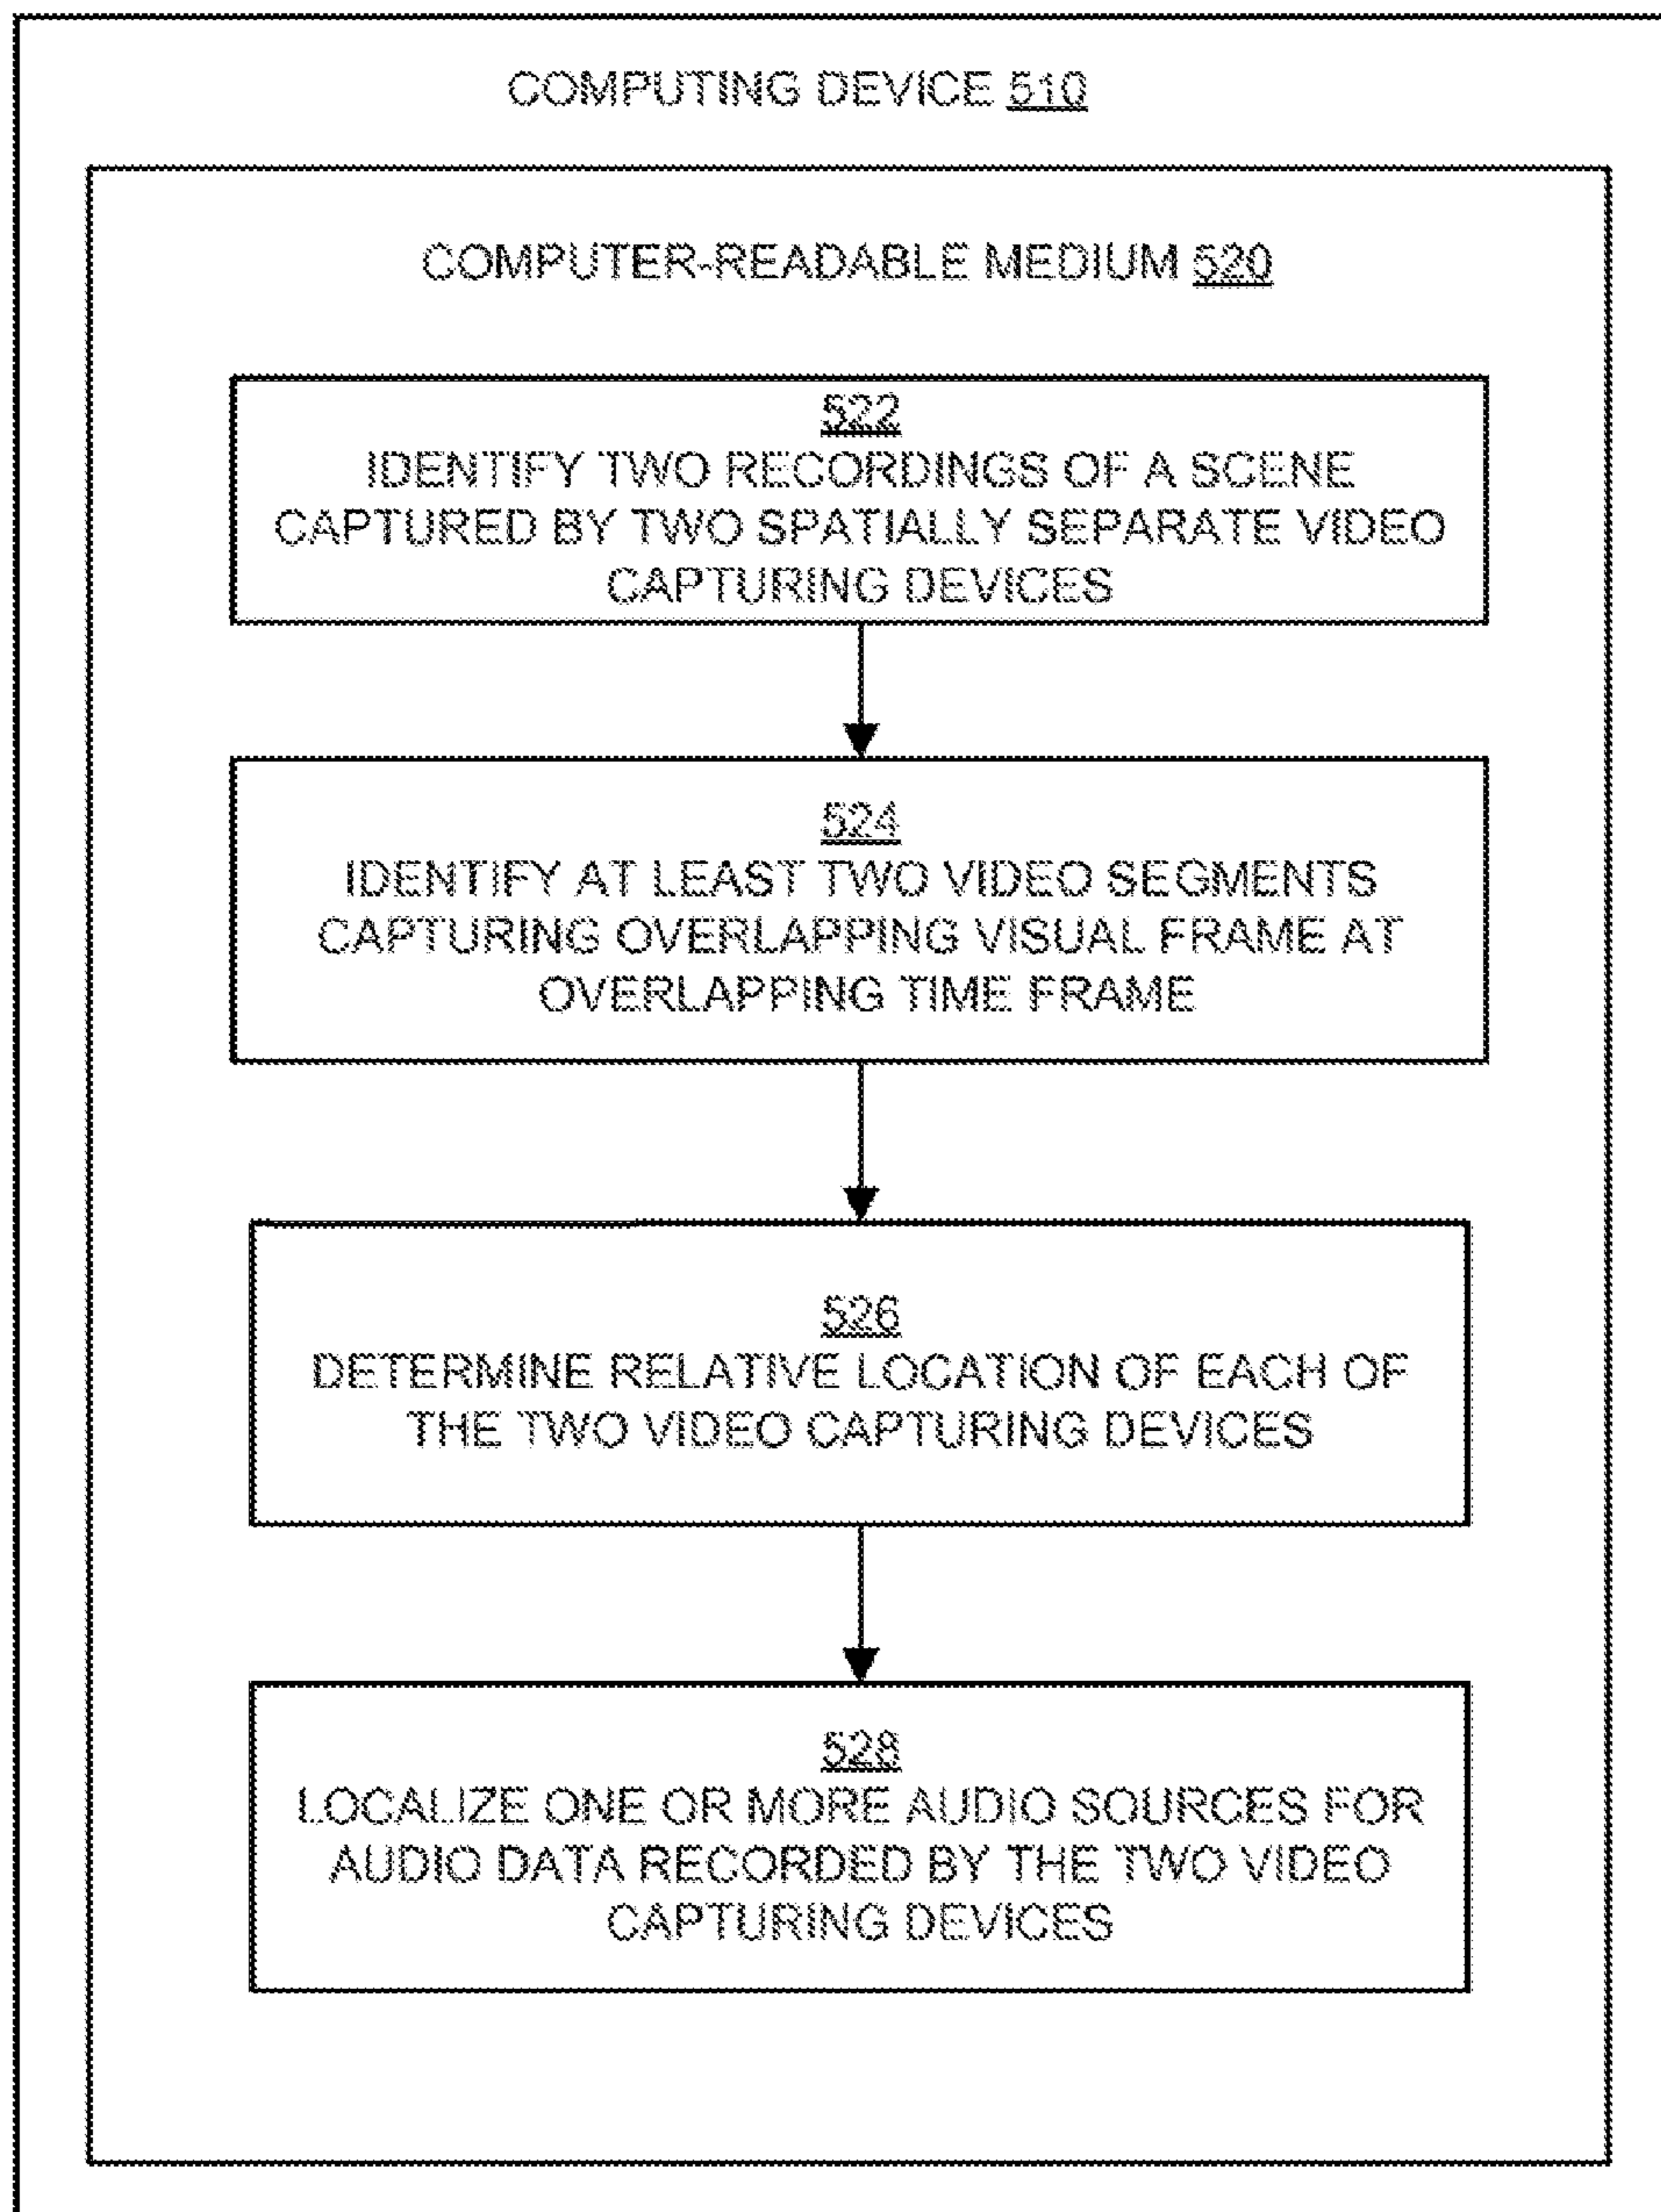 COMPUTING DEVICE 510
COMPUTER-READABLE MEDIUM 520
522
IDENTIFY TWO RECORDINGS OF A SCENE
CAPTURED BY TWO SPATIALLY SEPARATE VIDEO
CAPTURING DEVICES
524
IDENTIFY AT LEAST TWO VIDEO SEGMENTS
CAPTURING OVERLAPPING VISUAL FRAME AT
OVERLAPPING TIME FRAME
526
DETERMINE RELATIVE LOCATION OF EACH OF
THE TWO VIDEO CAPTURING DEVICES
528
LOCALIZE ONE OR MORE AUDIO SOURCES FOR
AUDIO DATA RECORDED BY THE TWO VIDEO
CAPTURING DEVICES